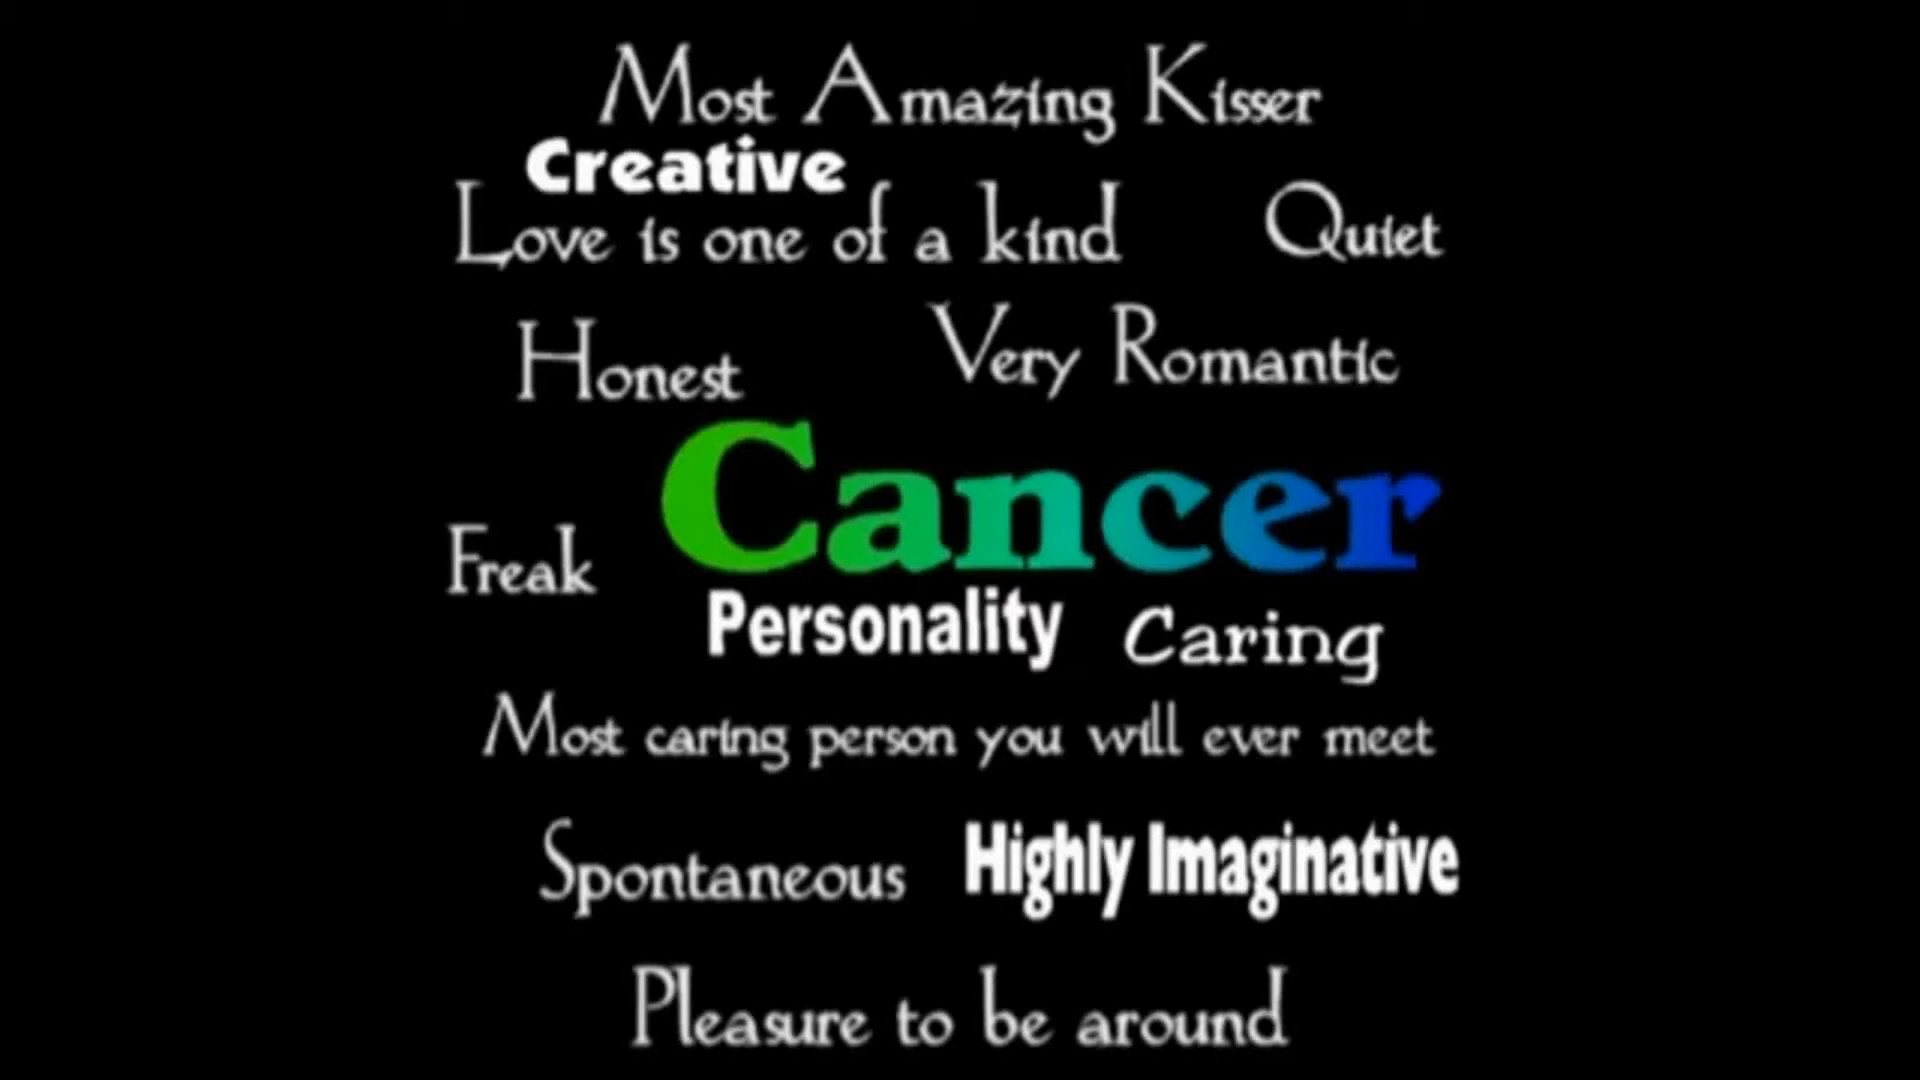 Most Amazing Kisser
Creative
Love is one of a kind Quiet
Honest Very Romantic
Cancer
Freak
Personality Caring
Most caring person you will ever meet
Spontaneous Highly Imaginative
Pleasure to be around